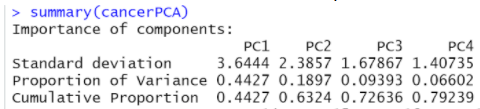 > summary(cancerPCA)
Importance of components:
PC1 PC2 PC3 PC4
Standard deviation 3.6444 2.3857 1.67867 1.40735
Proportion of Variance 0.4427 0.1897 0.09393 0.06602
Cumulative Proportion 0.4427 0.6324 0.72636 0.79239